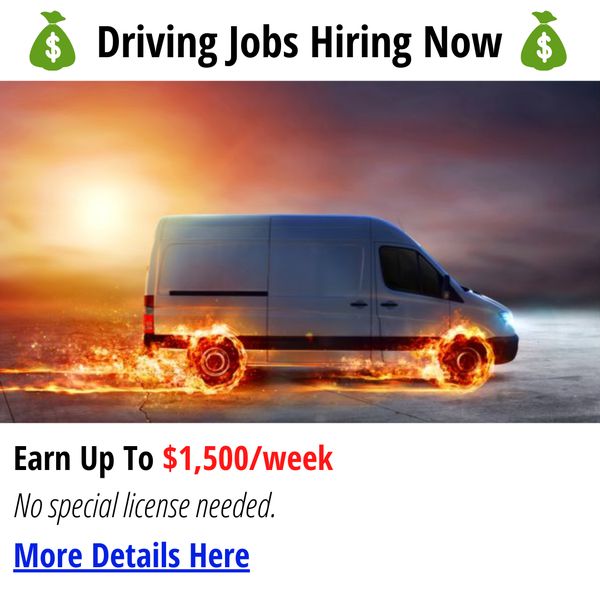 Driving Jobs Hiring Now
Earn Up To $1,500/week
No special license needed.
More Details Here